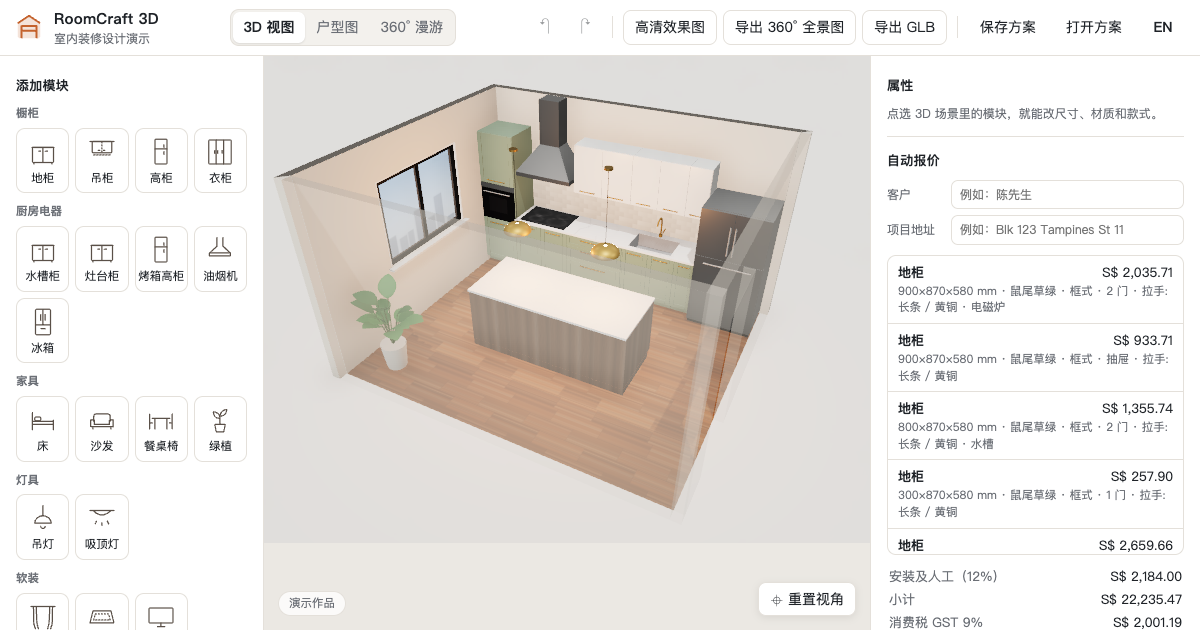 RoomCraft 3D
室内装修设计演示
3D 视图
户型图
360° 漫游
高清效果图
导出 360° 全景图
导出 GLB
保存方案
打开方案
EN
添加模块
橱柜
地柜
吊柜
高柜
衣柜
厨房电器
水槽柜
灶台柜
烤箱高柜
油烟机
冰箱
家具
床
沙发
餐桌椅
绿植
灯具
吊灯
吸顶灯
软装
演示作品
重置视角
属性
点选 3D 场景里的模块，就能改尺寸、材质和款式。
自动报价
客户
例如：陈先生
项目地址
例如：Blk 123 Tampines St 11
地柜 S$ 2,035.71
900×870×580 mm · 鼠尾草绿 · 框式 · 2 门 · 拉手:
长条 / 黄铜 · 电磁炉
地柜 S$ 933.71
900×870×580 mm · 鼠尾草绿 · 框式 · 抽屉 · 拉手:
长条 / 黄铜
地柜 S$ 1,355.74
800×870×580 mm · 鼠尾草绿 · 框式 · 2 门 · 拉手:
长条 / 黄铜 · 水槽
地柜 S$ 257.90
300×870×580 mm · 鼠尾草绿 · 框式 · 1 门 · 拉手:
长条 / 黄铜
地柜 S$ 2,659.66
安装及人工（12%） S$ 2,184.00
小计 S$ 22,235.47
消费税 GST 9% S$ 2,001.19